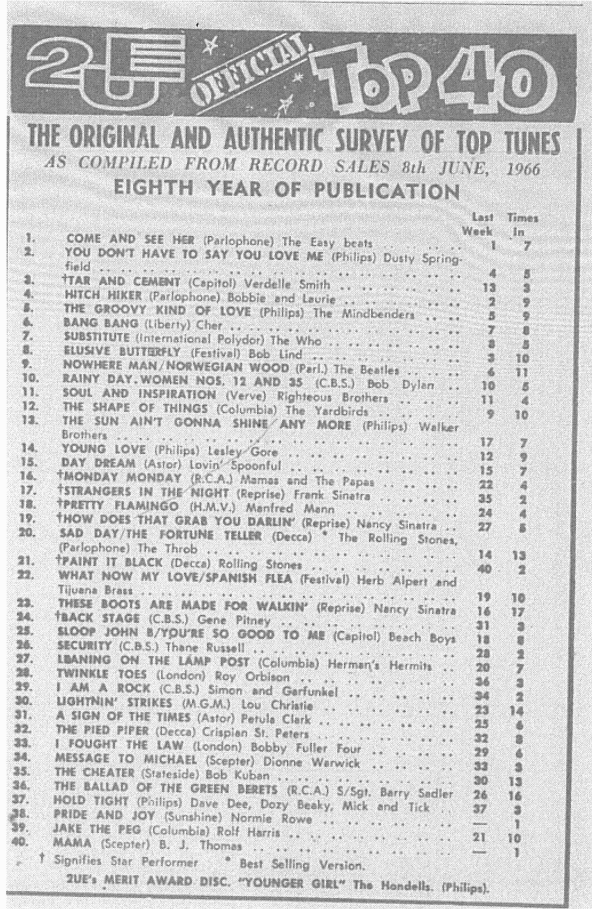 2UE OFFICIAL TOP 40
THE ORIGINAL AND AUTHENTIC SURVEY OF TOP TUNES
AS COMPILED FROM RECORD SALES 8th JUNE, 1966
EIGHTH YEAR OF PUBLICATION
Last Times
Week In
1. COME AND SEE HER (Parlophone) The Easy beats .. .. .. .. 1 7
2. YOU DON'T HAVE TO SAY YOU LOVE ME (Philips) Dusty Spring-
field .. .. .. .. .. .. .. .. 4 5
3. †TAR AND CEMENT (Capitol) Verdelle Smith .. .. .. .. 13 3
4. HITCH HIKER (Parlophone) Bobbie and Laurie .. .. .. .. 2 9
5. THE GROOVY KIND OF LOVE (Philips) The Mindbenders .. .. .. 5 9
6. BANG BANG (Liberty) Cher .. .. .. .. 7 8
7. SUBSTITUTE (International Polydor) The Who .. .. .. .. 8 5
8. ELUSIVE BUTTERFLY (Festival) Bob Lind .. .. .. .. 3 10
9. NOWHERE MAN/NORWEGIAN WOOD (Parl.) The Beatles .. .. 6 11
10. RAINY DAY. WOMEN NOS. 12 AND 35 (C.B.S.) Bob Dylan .. 10 5
11. SOUL AND INSPIRATION (Verve) Righteous Brothers .. .. .. 11 4
12. THE SHAPE OF THINGS (Columbia) The Yardbirds .. .. .. 9 10
13. THE SUN AIN'T GONNA SHINE ANY MORE (Philips) Walker
Brothers .. .. .. .. .. .. 17 7
14. YOUNG LOVE (Philips) Lesley Gore .. .. .. .. 12 9
15. DAY DREAM (Astor) Lovin' Spoonful .. .. .. .. 15 7
16. †MONDAY MONDAY (R.C.A.) Mamas and The Papas .. .. .. 22 4
17. †STRANGERS IN THE NIGHT (Reprise) Frank Sinatra .. .. 35 2
18. †PRETTY FLAMINGO (H.M.V.) Manfred Mann .. .. .. .. 24 4
19. †HOW DOES THAT GRAB YOU DARLIN' (Reprise) Nancy Sinatra .. 27 5
20. SAD DAY/THE FORTUNE TELLER (Decca) * The Rolling Stones,
(Parlophone) The Throb .. .. .. .. .. 14 13
21. †PAINT IT BLACK (Decca) Rolling Stones .. .. .. .. 40 2
22. WHAT NOW MY LOVE/SPANISH FLEA (Festival) Herb Alpert and
Tijuana Brass .. .. .. .. .. .. 19 10
23. THESE BOOTS ARE MADE FOR WALKIN' (Reprise) Nancy Sinatra 16 17
24. †BACK STAGE (C.B.S.) Gene Pitney .. .. .. .. 31 3
25. SLOOP JOHN B/YOU'RE SO GOOD TO ME (Capitol) Beach Boys 18 8
26. SECURITY (C.B.S.) Thane Russell .. .. .. .. 28 2
27. LEANING ON THE LAMP POST (Columbia) Herman's Hermits .. .. 20 7
28. TWINKLE TOES (London) Roy Orbison .. .. .. .. 36 3
29. I AM A ROCK (C.B.S.) Simon and Garfunkel .. .. .. .. 34 2
30. LIGHTNIN' STRIKES (M.G.M.) Lou Christie .. .. .. .. 23 14
31. A SIGN OF THE TIMES (Astor) Petula Clark .. .. .. .. 25 6
32. THE PIED PIPER (Decca) Crispian St. Peters .. .. .. .. 32 8
33. I FOUGHT THE LAW (London) Bobby Fuller Four .. .. .. 29 6
34. MESSAGE TO MICHAEL (Scepter) Dionne Warwick .. .. .. 33 3
35. THE CHEATER (Stateside) Bob Kuban .. .. .. .. 30 13
36. THE BALLAD OF THE GREEN BERETS (R.C.A.) S/Sgt. Barry Sadler 26 16
37. HOLD TIGHT (Philips) Dave Dee, Dozy Beaky, Mick and Tick .. 37 3
38. PRIDE AND JOY (Sunshine) Normie Rowe .. .. .. .. — 1
39. JAKE THE PEG (Columbia) Rolf Harris .. .. .. .. 21 10
40. MAMA (Scepter) B. J. Thomas .. .. .. .. — 1
† Signifies Star Performer * Best Selling Version.
2UE's MERIT AWARD DISC. "YOUNGER GIRL" The Hondells. (Philips).